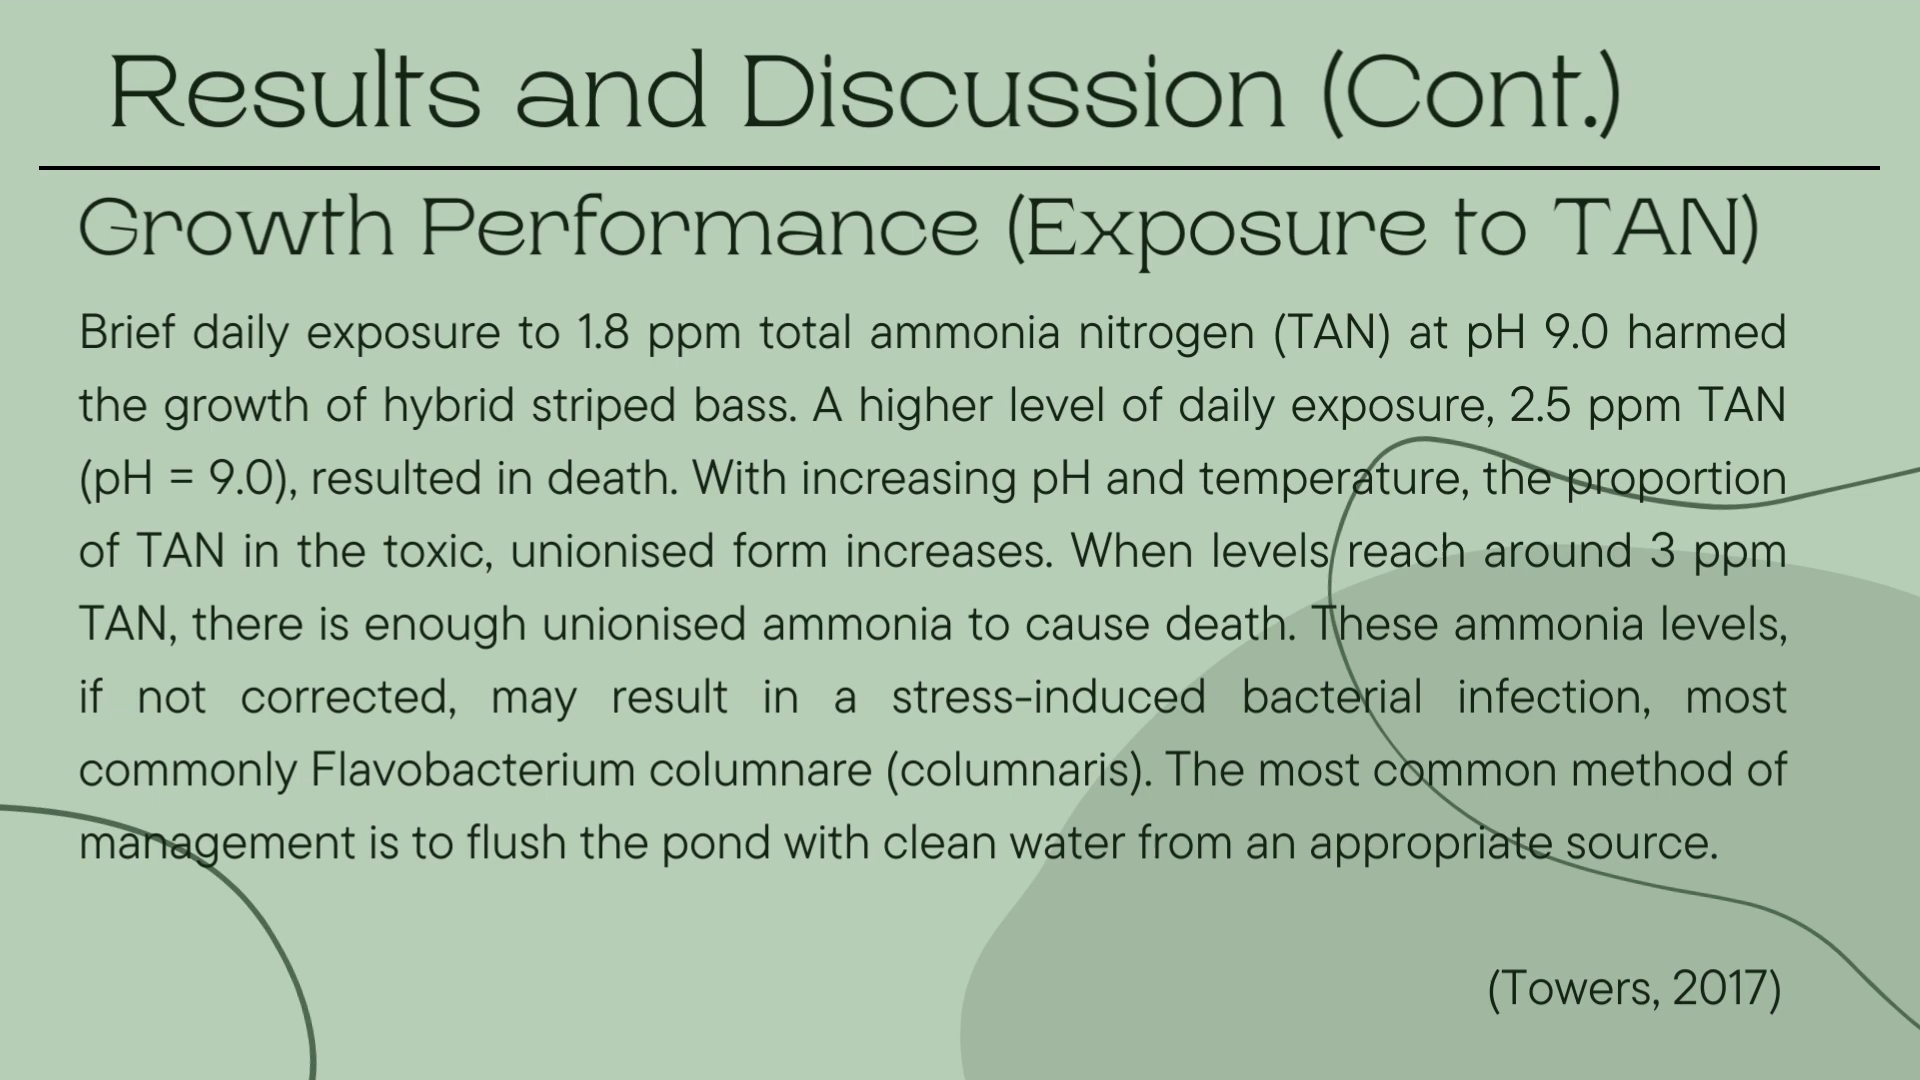 Results and Discussion (Cont.)
Growth Performance (Exposure to TAN)
Brief daily exposure to 1.8 ppm total ammonia nitrogen (TAN) at pH 9.0 harmed
the growth of hybrid striped bass. A higher level of daily exposure, 2.5 ppm TAN
(pH = 9.0), resulted in death. With increasing pH and temperature, the proportion
of TAN in the toxic, unionised form increases. When levels reach around 3 ppm
TAN, there is enough unionised ammonia to cause death. These ammonia levels,
if not corrected, may result in a stress-induced bacterial infection, most
commonly Flavobacterium columnare (columnaris). The most common method of
management is to flush the pond with clean water from an appropriate source.
(Towers, 2017)